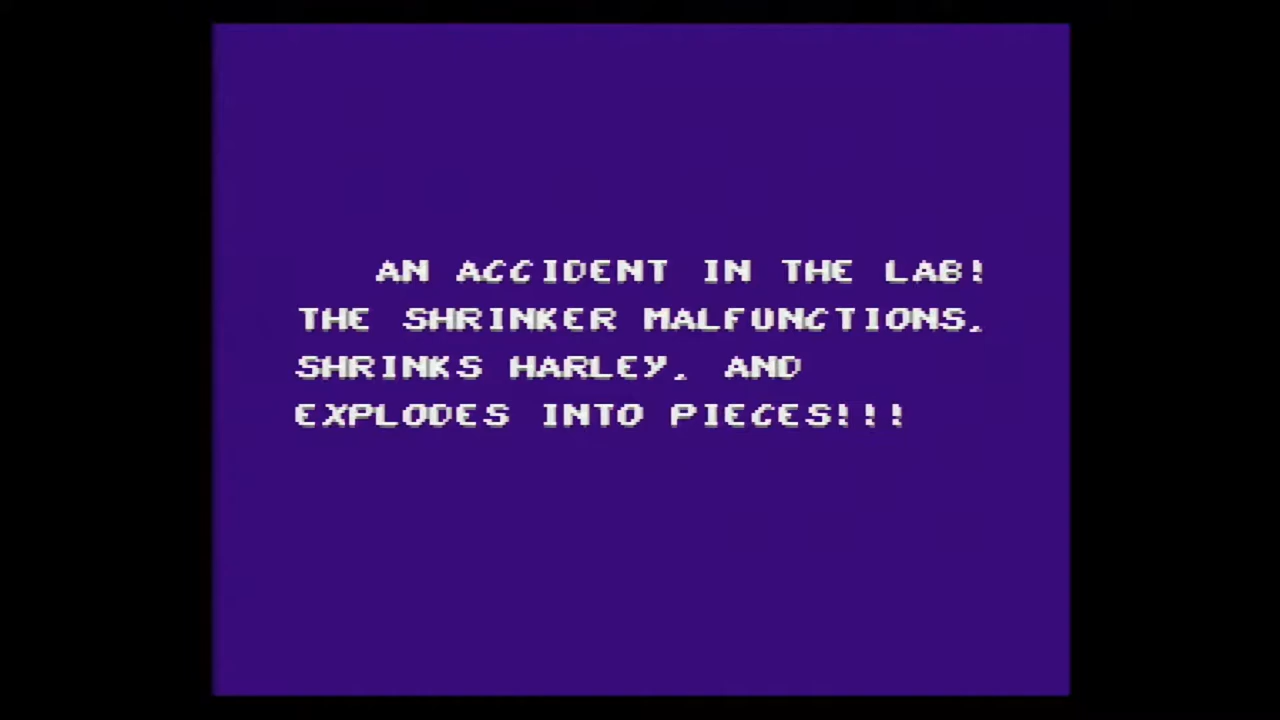 AN ACCIDENT IN THE LAB!
THE SHRINKER MALFUNCTIONS,
SHRINKS HARLEY, AND
EXPLODES INTO PIECES!!!